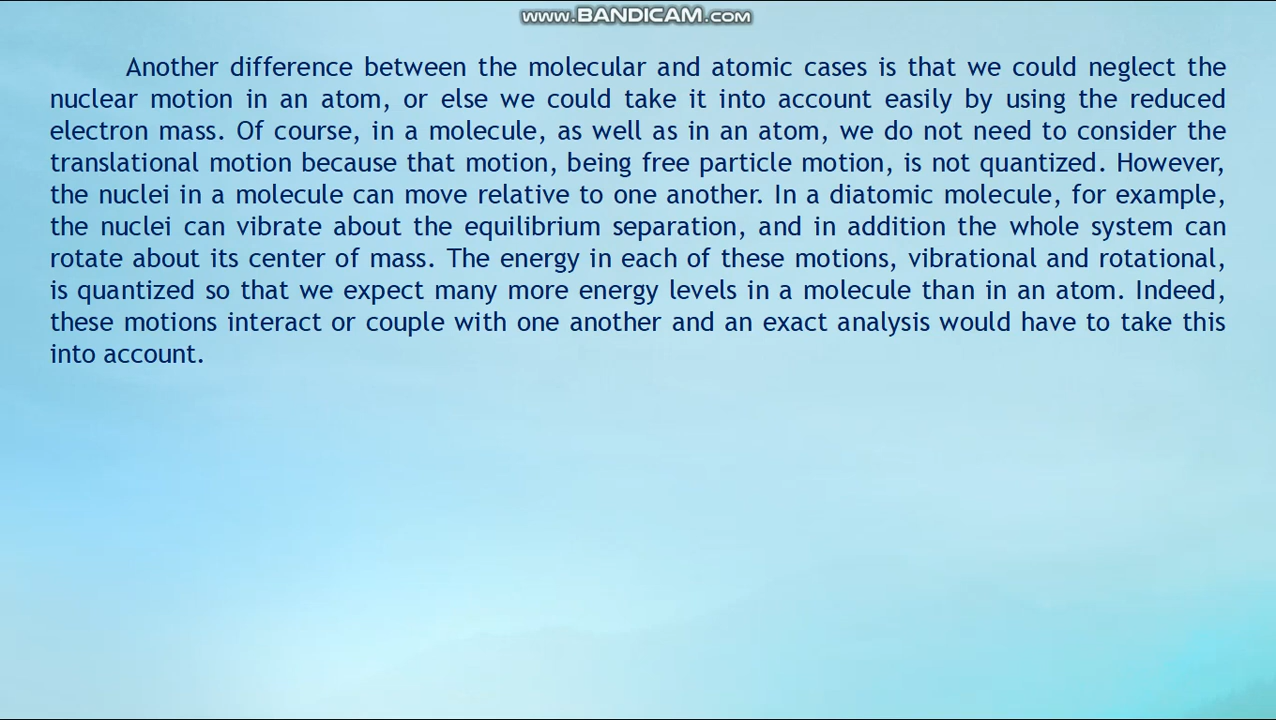 www.BANDICAM.com
Another difference between the molecular and atomic cases is that we could neglect the
nuclear motion in an atom, or else we could take it into account easily by using the reduced
electron mass. Of course, in a molecule, as well as in an atom, we do not need to consider the
translational motion because that motion, being free particle motion, is not quantized. However,
the nuclei in a molecule can move relative to one another. In a diatomic molecule, for example,
the nuclei can vibrate about the equilibrium separation, and in addition the whole system can
rotate about its center of mass. The energy in each of these motions, vibrational and rotational,
is quantized so that we expect many more energy levels in a molecule than in an atom. Indeed,
these motions interact or couple with one another and an exact analysis would have to take this
into account.